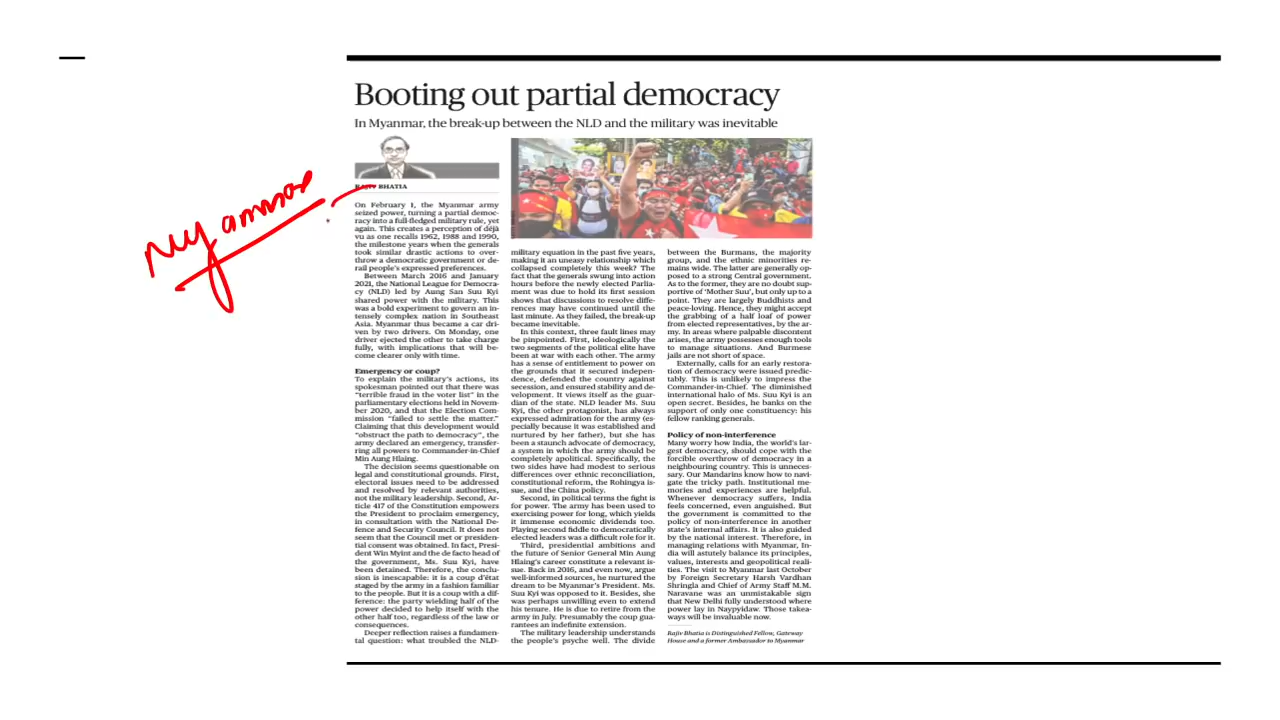 Booting out partial democracy
In Myanmar, the break-up between the NLD and the military was inevitable
Myanmar
RAJIV BHATIA
On February 1, the Myanmar army
seized power, turning a partial democ-
racy into a full-fledged military rule, yet
again. This creates a perception of déjà
vu as one recalls 1962, 1988 and 1990,
the milestone years when the generals
took similar drastic actions to over-
throw a democratic government or de-
rail people's expressed preferences.
Between March 2016 and January
2021, the National League for Democra-
cy (NLD) led by Aung San Suu Kyi
shared power with the military. This
was a bold experiment to govern an in-
tensely complex nation in Southeast
Asia. Myanmar thus became a car driv-
en by two drivers. On Monday, one
driver ejected the other to take charge
fully, with implications that will be-
come clearer only with time.
Emergency or coup?
To explain the military's actions, its
spokesman pointed out that there was
"terrible fraud in the voter list" in the
parliamentary elections held in Novem-
ber 2020, and that the Election Com-
mission "failed to settle the matter."
Claiming that this development would
"obstruct the path to democracy", the
army declared an emergency, transfer-
ring all powers to Commander-in-Chief
Min Aung Hlaing.
The decision seems questionable on
legal and constitutional grounds. First,
electoral issues need to be addressed
and resolved by relevant authorities,
not the military leadership. Second, Ar-
ticle 417 of the Constitution empowers
the President to proclaim emergency,
in consultation with the National De-
fence and Security Council. It does not
seem that the Council met or presiden-
tial consent was obtained. In fact, Presi-
dent Win Myint and the de facto head of
the government, Ms. Suu Kyi, have
been detained. Therefore, the conclu-
sion is inescapable: it is a coup d'état
staged by the army in a fashion familiar
to the people. But it is a coup with a dif-
ference: the party wielding half of the
power decided to help itself with the
other half too, regardless of the law or
consequences.
Deeper reflection raises a fundamen-
tal question: what troubled the NLD-
military equation in the past five years,
making it an uneasy relationship which
collapsed completely this week? The
fact that the generals swung into action
hours before the newly elected Parlia-
ment was due to hold its first session
shows that discussions to resolve diffe-
rences may have continued until the
last minute. As they failed, the break-up
became inevitable.
In this context, three fault lines may
be pinpointed. First, ideologically the
two segments of the political elite have
been at war with each other. The army
has a sense of entitlement to power on
the grounds that it secured indepen-
dence, defended the country against
secession, and ensured stability and de-
velopment. It views itself as the guar-
dian of the state. NLD leader Ms. Suu
Kyi, the other protagonist, has always
expressed admiration for the army (es-
pecially because it was established and
nurtured by her father), but she has
been a staunch advocate of democracy,
a system in which the army should be
completely apolitical. Specifically, the
two sides have had modest to serious
differences over ethnic reconciliation,
constitutional reform, the Rohingya is-
sue, and the China policy.
Second, in political terms the fight is
for power. The army has been used to
exercising power for long, which yields
it immense economic dividends too.
Playing second fiddle to democratically
elected leaders was a difficult role for it.
Third, presidential ambitions and
the future of Senior General Min Aung
Hlaing's career constitute a relevant is-
sue. Back in 2016, and even now, argue
well-informed sources, he nurtured the
dream to be Myanmar's President. Ms.
Suu Kyi was opposed to it. Besides, she
was perhaps unwilling even to extend
his tenure. He is due to retire from the
army in July. Presumably the coup gua-
rantees an indefinite extension.
The military leadership understands
the people's psyche well. The divide
between the Burmans, the majority
group, and the ethnic minorities re-
mains wide. The latter are generally op-
posed to a strong Central government.
As to the former, they are no doubt sup-
portive of 'Mother Suu', but only up to a
point. They are largely Buddhists and
peace-loving. Hence, they might accept
the grabbing of a half loaf of power
from elected representatives, by the ar-
my. In areas where palpable discontent
arises, the army possesses enough tools
to manage situations. And Burmese
jails are not short of space.
Externally, calls for an early restora-
tion of democracy were issued predic-
tably. This is unlikely to impress the
Commander-in-Chief. The diminished
international halo of Ms. Suu Kyi is an
open secret. Besides, he banks on the
support of only one constituency: his
fellow ranking generals.
Policy of non-interference
Many worry how India, the world's lar-
gest democracy, should cope with the
forcible overthrow of democracy in a
neighbouring country. This is unneces-
sary. Our Mandarins know how to navi-
gate the tricky path. Institutional me-
mories and experiences are helpful.
Whenever democracy suffers, India
feels concerned, even anguished. But
the government is committed to the
policy of non-interference in another
state's internal affairs. It is also guided
by the national interest. Therefore, in
managing relations with Myanmar, In-
dia will astutely balance its principles,
values, interests and geopolitical reali-
ties. The visit to Myanmar last October
by Foreign Secretary Harsh Vardhan
Shringla and Chief of Army Staff M.M.
Naravane was an unmistakable sign
that New Delhi fully understood where
power lay in Naypyidaw. Those takea-
ways will be invaluable now.
Rajiv Bhatia is Distinguished Fellow, Gateway
House and a former Ambassador to Myanmar